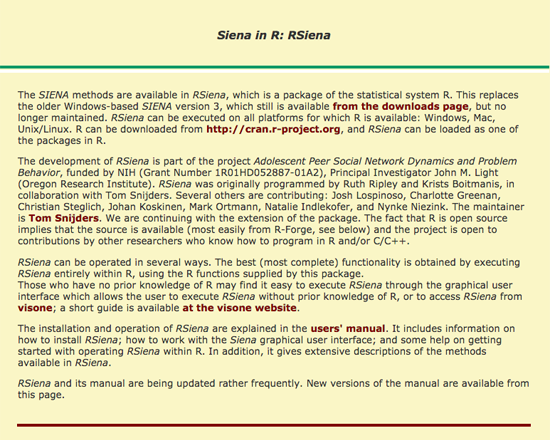 Siena in R: RSiena
The SIENA methods are available in RSiena, which is a package of the statistical system R. This replaces
the older Windows-based SIENA version 3, which still is available from the downloads page, but no
longer maintained. RSiena can be executed on all platforms for which R is available: Windows, Mac,
Unix/Linux. R can be downloaded from http://cran.r-project.org, and RSiena can be loaded as one of
the packages in R.
The development of RSiena is part of the project Adolescent Peer Social Network Dynamics and Problem
Behavior, funded by NIH (Grant Number 1R01HD052887-01A2), Principal Investigator John M. Light
(Oregon Research Institute). RSiena was originally programmed by Ruth Ripley and Krists Boitmanis, in
collaboration with Tom Snijders. Several others are contributing: Josh Lospinoso, Charlotte Greenan,
Christian Steglich, Johan Koskinen, Mark Ortmann, Natalie Indlekofer, and Nynke Niezink. The maintainer
is Tom Snijders. We are continuing with the extension of the package. The fact that R is open source
implies that the source is available (most easily from R-Forge, see below) and the project is open to
contributions by other researchers who know how to program in R and/or C/C++.
RSiena can be operated in several ways. The best (most complete) functionality is obtained by executing
RSiena entirely within R, using the R functions supplied by this package.
Those who have no prior knowledge of R may find it easy to execute RSiena through the graphical user
interface which allows the user to execute RSiena without prior knowledge of R, or to access RSiena from
visone; a short guide is available at the visone website.
The installation and operation of RSiena are explained in the users' manual. It includes information on
how to install RSiena; how to work with the Siena graphical user interface; and some help on getting
started with operating RSiena within R. In addition, it gives extensive descriptions of the methods
available in RSiena.
RSiena and its manual are being updated rather frequently. New versions of the manual are available from
this page.